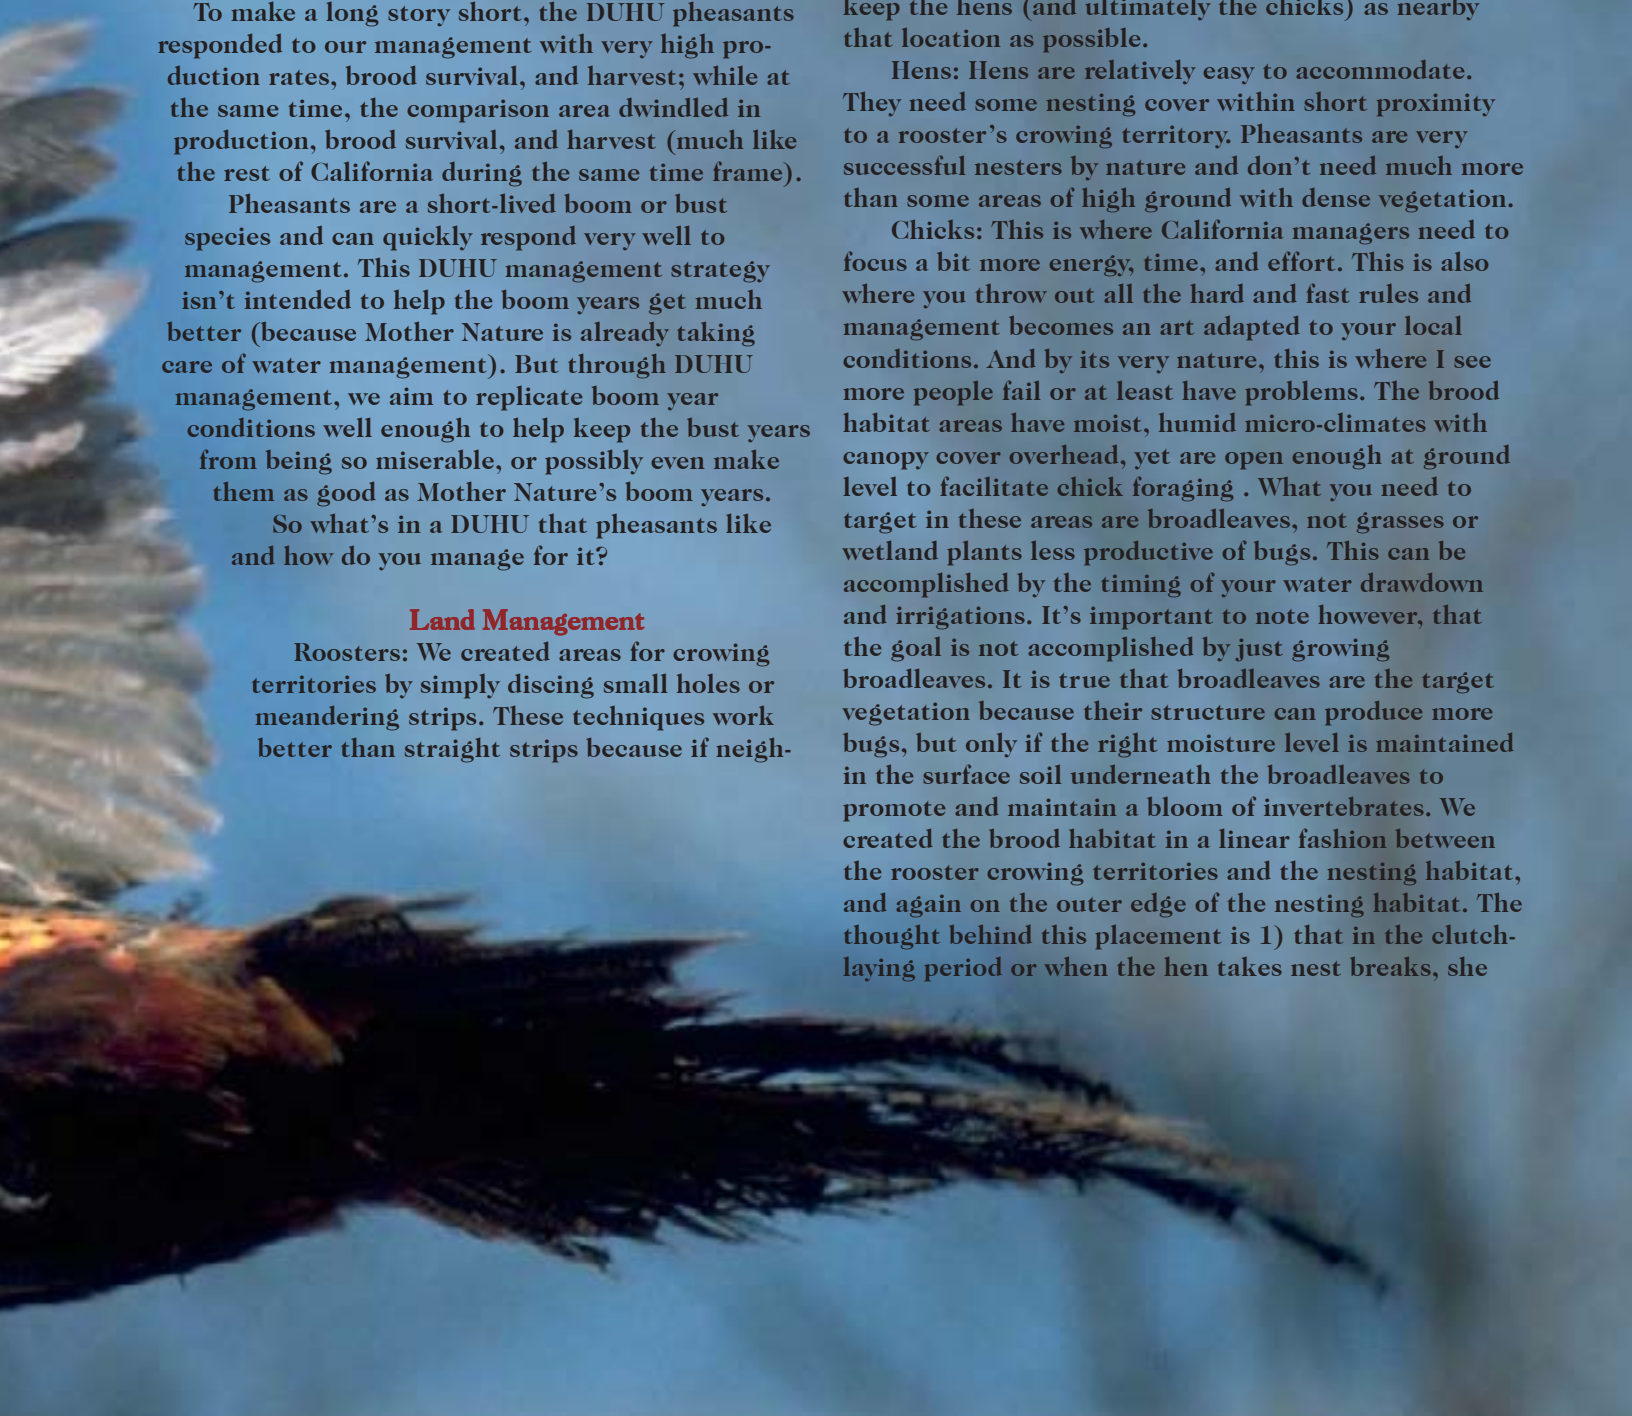 To make a long story short, the DUHU pheasants
responded to our management with very high pro-
duction rates, brood survival, and harvest; while at
the same time, the comparison area dwindled in
production, brood survival, and harvest (much like
the rest of California during the same time frame).
Pheasants are a short-lived boom or bust
species and can quickly respond very well to
management. This DUHU management strategy
isn't intended to help the boom years get much
better (because Mother Nature is already taking
care of water management). But through DUHU
management, we aim to replicate boom year
conditions well enough to help keep the bust years
from being so miserable, or possibly even make
them as good as Mother Nature's boom years.
So what's in a DUHU that pheasants like
and how do you manage for it?
Land Management
Roosters: We created areas for crowing
territories by simply discing small holes or
meandering strips. These techniques work
better than straight strips because if neigh-
keep the hens (and ultimately the chicks) as nearby
that location as possible.
Hens: Hens are relatively easy to accommodate.
They need some nesting cover within short proximity
to a rooster's crowing territory. Pheasants are very
successful nesters by nature and don't need much more
than some areas of high ground with dense vegetation.
Chicks: This is where California managers need to
focus a bit more energy, time, and effort. This is also
where you throw out all the hard and fast rules and
management becomes an art adapted to your local
conditions. And by its very nature, this is where I see
more people fail or at least have problems. The brood
habitat areas have moist, humid micro-climates with
canopy cover overhead, yet are open enough at ground
level to facilitate chick foraging . What you need to
target in these areas are broadleaves, not grasses or
wetland plants less productive of bugs. This can be
accomplished by the timing of your water drawdown
and irrigations. It's important to note however, that
the goal is not accomplished by just growing
broadleaves. It is true that broadleaves are the target
vegetation because their structure can produce more
bugs, but only if the right moisture level is maintained
in the surface soil underneath the broadleaves to
promote and maintain a bloom of invertebrates. We
created the brood habitat in a linear fashion between
the rooster crowing territories and the nesting habitat,
and again on the outer edge of the nesting habitat. The
thought behind this placement is 1) that in the clutch-
laying period or when the hen takes nest breaks, she